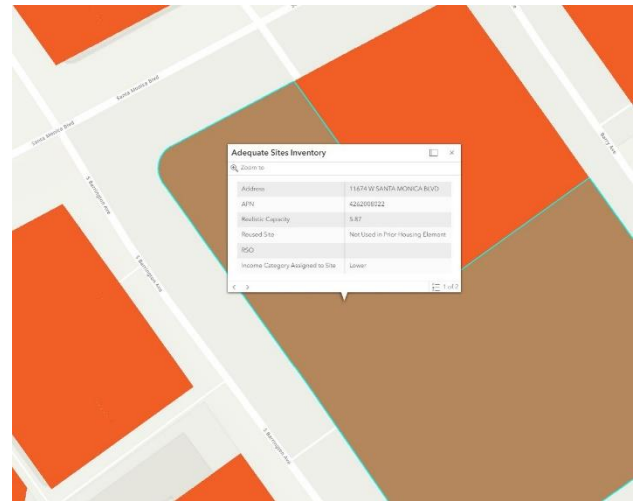 Santa Monica Blvd
Santa Monica Blvd
S Barrington Ave
Barry Ave
Adequate Sites Inventory
Zoom to
Address 11674 W SANTA MONICA BLVD
APN
Realistic Capacity 5.87
Reused Site Not Used in Prior Housing Element
RSO
Income Category Assigned to Site Lower
1 of 2
S Barrington Ave
S Barrington Ave